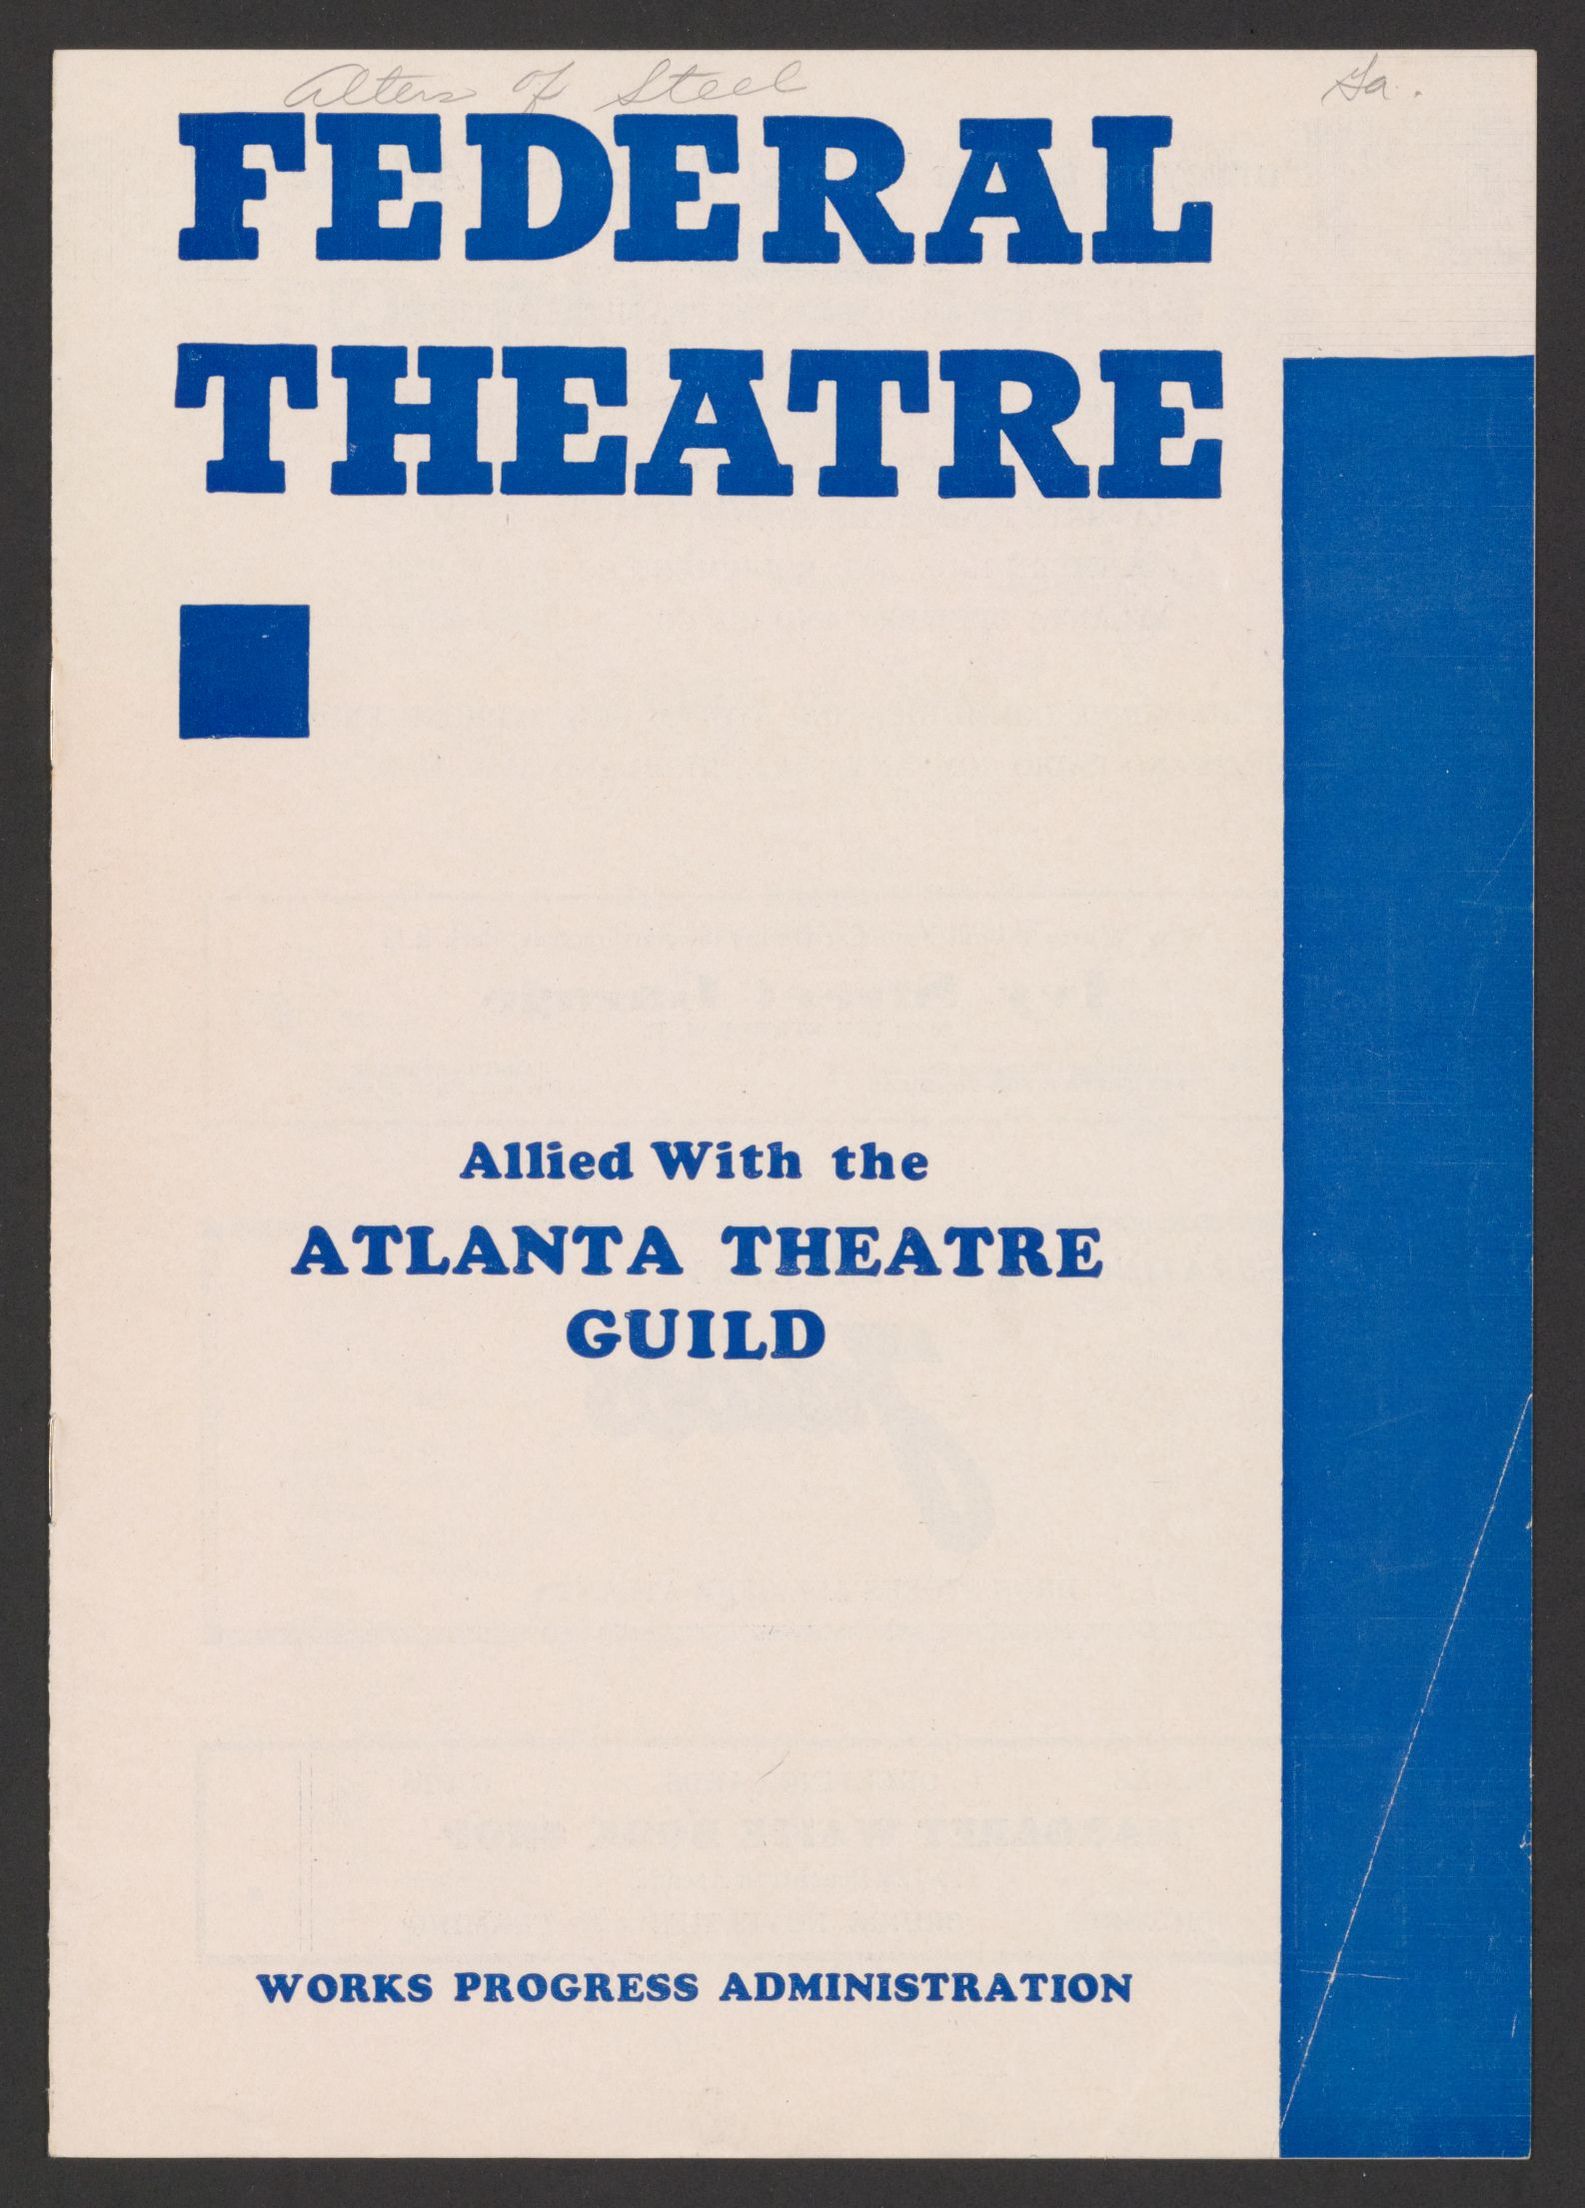 Alters of Steel Ga.
FEDERAL
THEATRE
Allied With the
ATLANTA THEATRE
GUILD
WORKS PROGRESS ADMINISTRATION